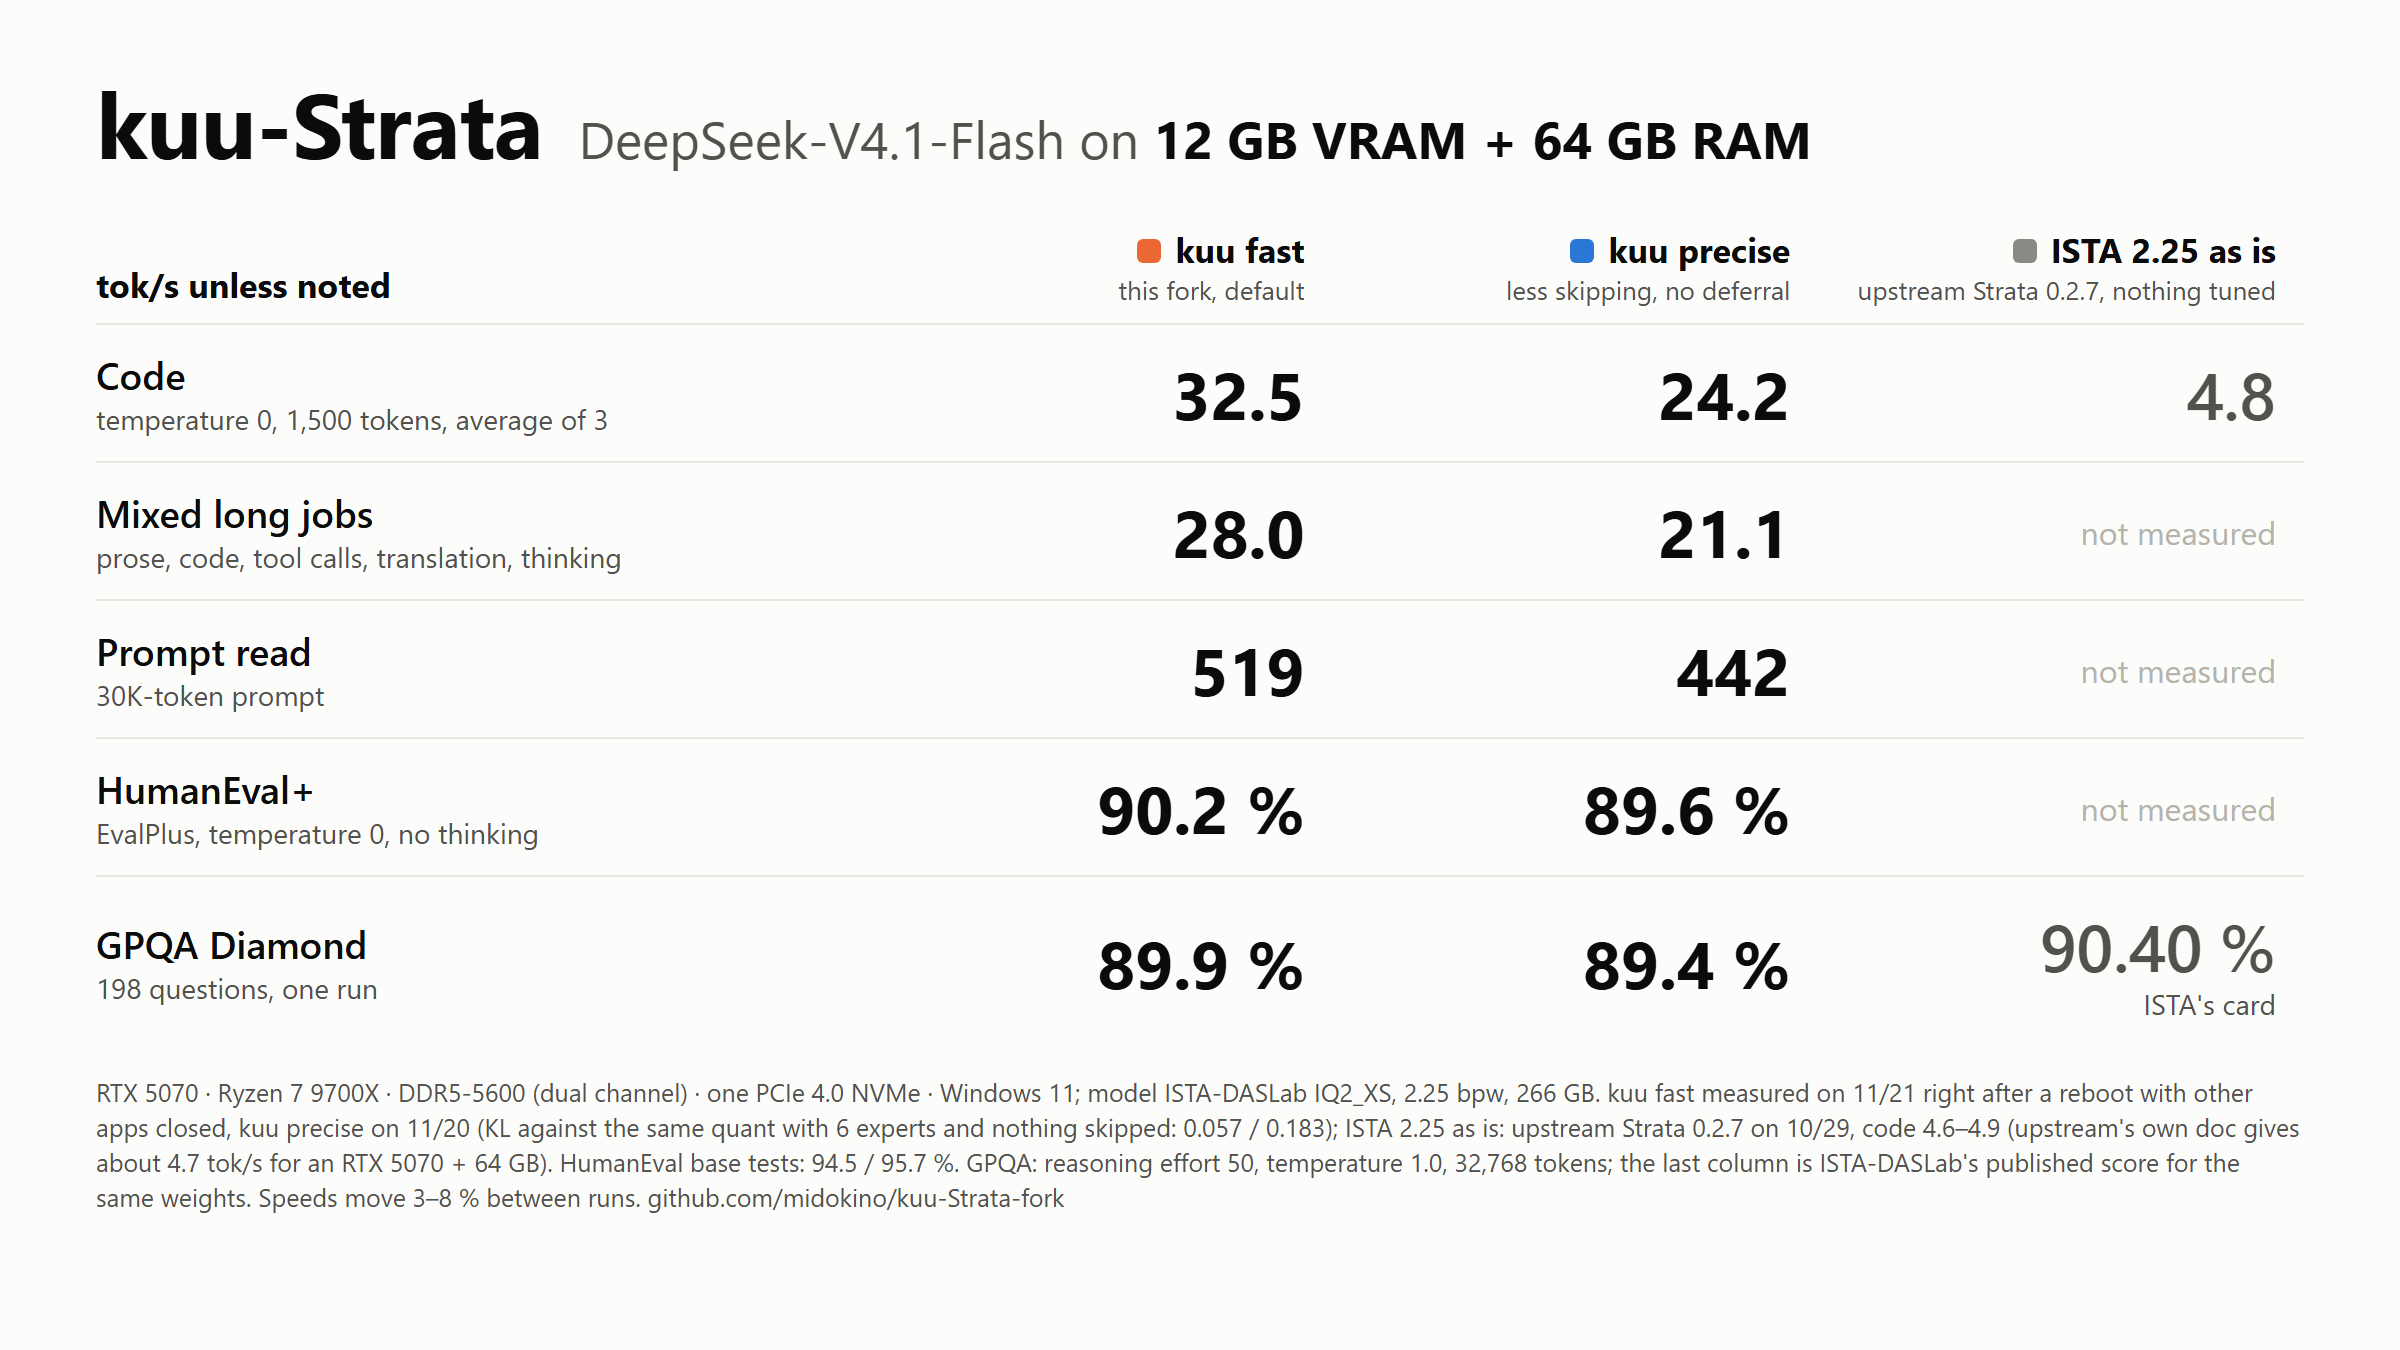 kuu-Strata DeepSeek-V4.1-Flash on 12 GB VRAM + 64 GB RAM
tok/s unless noted
kuu fast
this fork, default
kuu precise
less skipping, no deferral
ISTA 2.25 as is
upstream Strata 0.2.7, nothing tuned
Code
temperature 0, 1,500 tokens, average of 3
32.5
24.2
4.8
Mixed long jobs
prose, code, tool calls, translation, thinking
28.0
21.1
not measured
Prompt read
30K-token prompt
519
442
not measured
HumanEval+
EvalPlus, temperature 0, no thinking
90.2 %
89.6 %
not measured
GPQA Diamond
198 questions, one run
89.9 %
89.4 %
90.40 %
ISTA's card
RTX 5070 · Ryzen 7 9700X · DDR5-5600 (dual channel) · one PCIe 4.0 NVMe · Windows 11; model ISTA-DASLab IQ2_XS, 2.25 bpw, 266 GB. kuu fast measured on 11/21 right after a reboot with other
apps closed, kuu precise on 11/20 (KL against the same quant with 6 experts and nothing skipped: 0.057 / 0.183); ISTA 2.25 as is: upstream Strata 0.2.7 on 10/29, code 4.6–4.9 (upstream's own doc gives
about 4.7 tok/s for an RTX 5070 + 64 GB). HumanEval base tests: 94.5 / 95.7 %. GPQA: reasoning effort 50, temperature 1.0, 32,768 tokens; the last column is ISTA-DASLab's published score for the
same weights. Speeds move 3–8 % between runs. github.com/midokino/kuu-Strata-fork